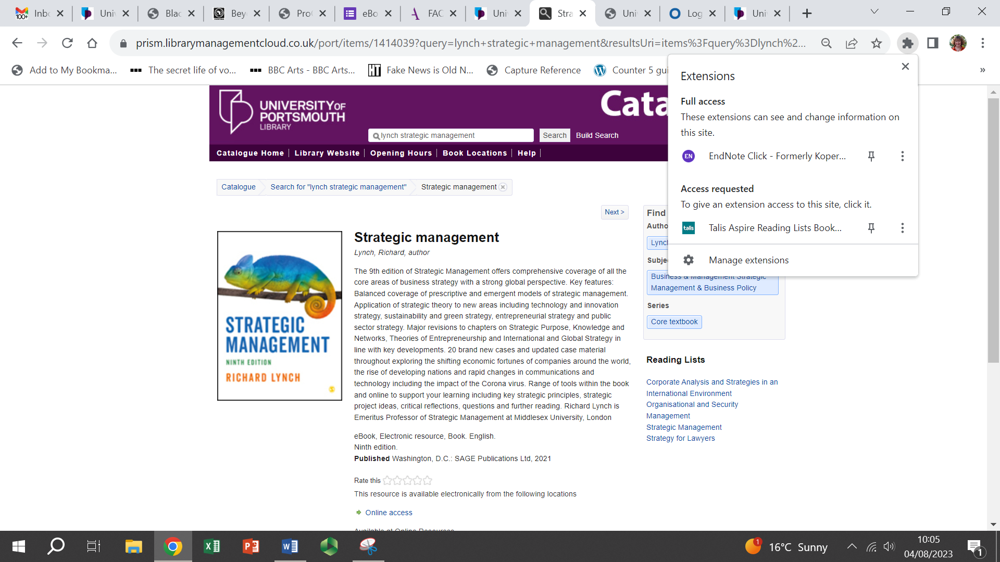 100+
Inbc
Univ
Blac
Bey
Pro
eBo
FAC
Univ
Stra
Univ
Log
Univ
prism.librarymanagementcloud.co.uk/port/items/1414039?query=lynch+strategic+management&resultsUri=items%3Fquery%3Dlynch%2...
Add to My Bookma...
The secret life of vo...
BBC Arts - BBC Arts...
HT
Fake News is Old N...
Capture Reference
Counter 5 gui
»
Extensions
Full access
These extensions can see and change information on
this site.
EN
EndNote Click - Formerly Koper...
Access requested
To give an extension access to this site, click it.
talis
Talis Aspire Reading Lists Book...
Manage extensions
UNIVERSITY OF
PORTSMOUTH
LIBRARY
Cata
lynch strategic management
Search
Build Search
Catalogue Home
Library Website
Opening Hours
Book Locations
Help
Catalogue
Search for "lynch strategic management"
Strategic management
Next >
STRATEGIC
MANAGEMENT
NINTH EDITION
RICHARD LYNCH
Strategic management
Lynch, Richard, author
The 9th edition of Strategic Management offers comprehensive coverage of all the
core areas of business strategy with a strong global perspective. Key features:
Balanced coverage of prescriptive and emergent models of strategic management.
Application of strategic theory to new areas including technology and innovation
strategy, sustainability and green strategy, entrepreneurial strategy and public
sector strategy. Major revisions to chapters on Strategic Purpose, Knowledge and
Networks, Theories of Entrepreneurship and International and Global Strategy in
line with key developments. 20 brand new cases and updated case material
throughout exploring the shifting economic fortunes of companies around the world,
the rise of developing nations and rapid changes in communications and
technology including the impact of the Corona virus. Range of tools within the book
and online to support your learning including key strategic principles, strategic
project ideas, critical reflections, questions and further reading. Richard Lynch is
Emeritus Professor of Strategic Management at Middlesex University, London
eBook, Electronic resource, Book. English.
Ninth edition.
Published Washington, D.C.: SAGE Publications Ltd, 2021
Rate this
This resource is available electronically from the following locations
Online access
Available at Online Resources
Find
Autho
Lynch
Subje
Business & Management Strategic
Management & Business Policy
Series
Core textbook
Reading Lists
Corporate Analysis and Strategies in an
International Environment
Organisational and Security
Management
Strategic Management
Strategy for Lawyers
1
16°C Sunny
10:05
04/08/2023
1